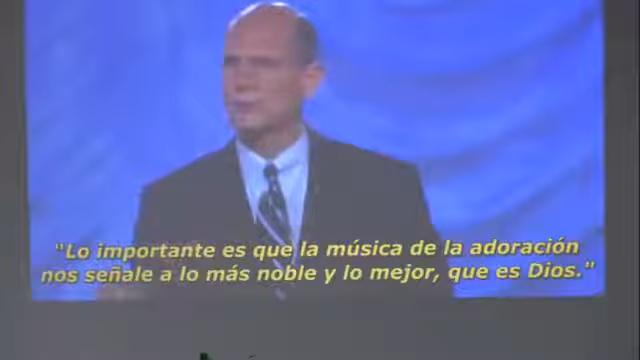 "Lo importante es que la música de la adoración
nos señale a lo más noble y lo mejor, que es Dios."